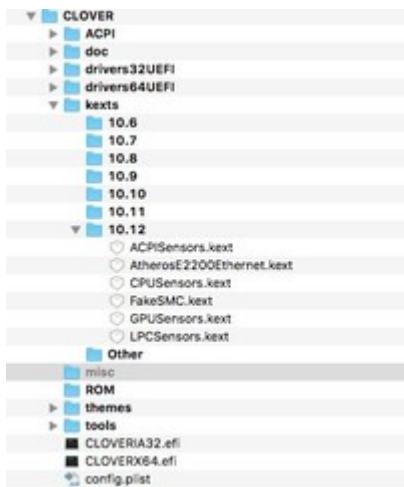 CLOVER
ACPI
doc
drivers32UEFI
drivers64UEFI
kexts
10.6
10.7
10.8
10.9
10.10
10.11
10.12
ACPISensors.kext
AtherosE2200Ethernet.kext
CPUSensors.kext
FakeSMC.kext
GPUSensors.kext
LPCSensors.kext
Other
misc
ROM
themes
tools
CLOVERIA32.efi
CLOVERX64.efi
config.plist